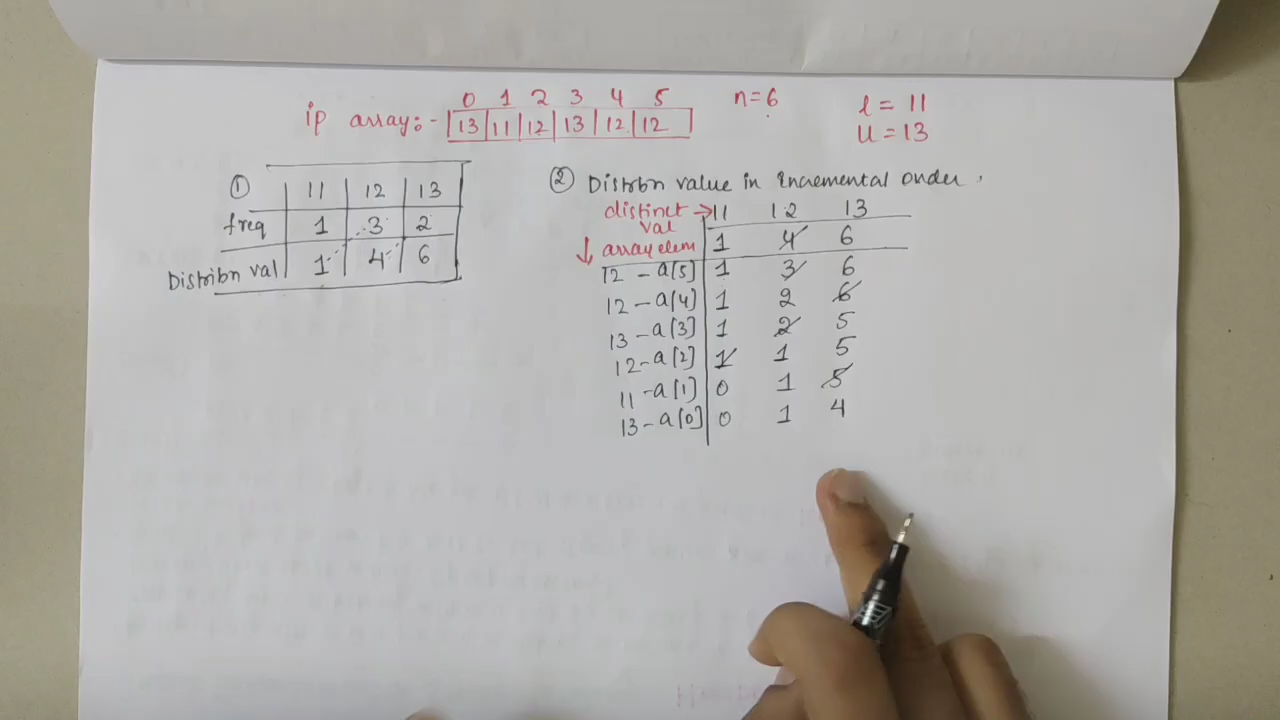 0 1 2 3 4 5
ip array:- 13 11 12 13 12 12
n=6
l = 11
u = 13
① 11 12 13
freq 1 3 2
Distribn val 1 4 6
② Distrbn value in Incremental order.
distinct val → 11 12 13
↓ array elem 1 4 6
12 - a[5] 1 3 6
12 - a[4] 1 2 6
13 - a[3] 1 2 5
12 - a[2] 1 1 5
11 - a[1] 0 1 5
13 - a[0] 0 1 4